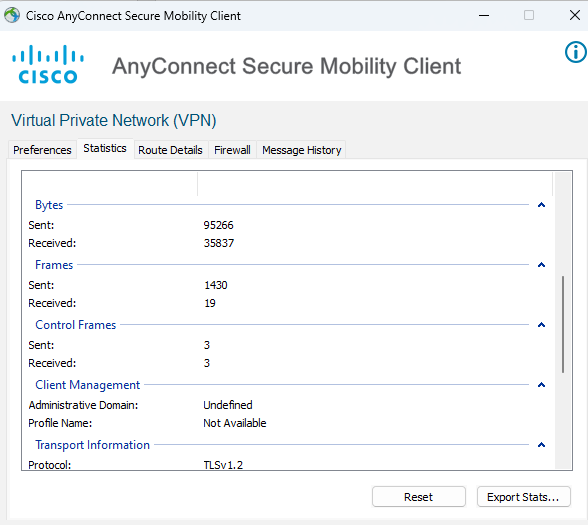 Cisco AnyConnect Secure Mobility Client
CISCO
AnyConnect Secure Mobility Client
Virtual Private Network (VPN)
Preferences Statistics Route Details Firewall Message History
Bytes
Sent: 95266
Received: 35837
Frames
Sent: 1430
Received: 19
Control Frames
Sent: 3
Received: 3
Client Management
Administrative Domain: Undefined
Profile Name: Not Available
Transport Information
Protocol: TLSv1.2
Reset Export Stats...